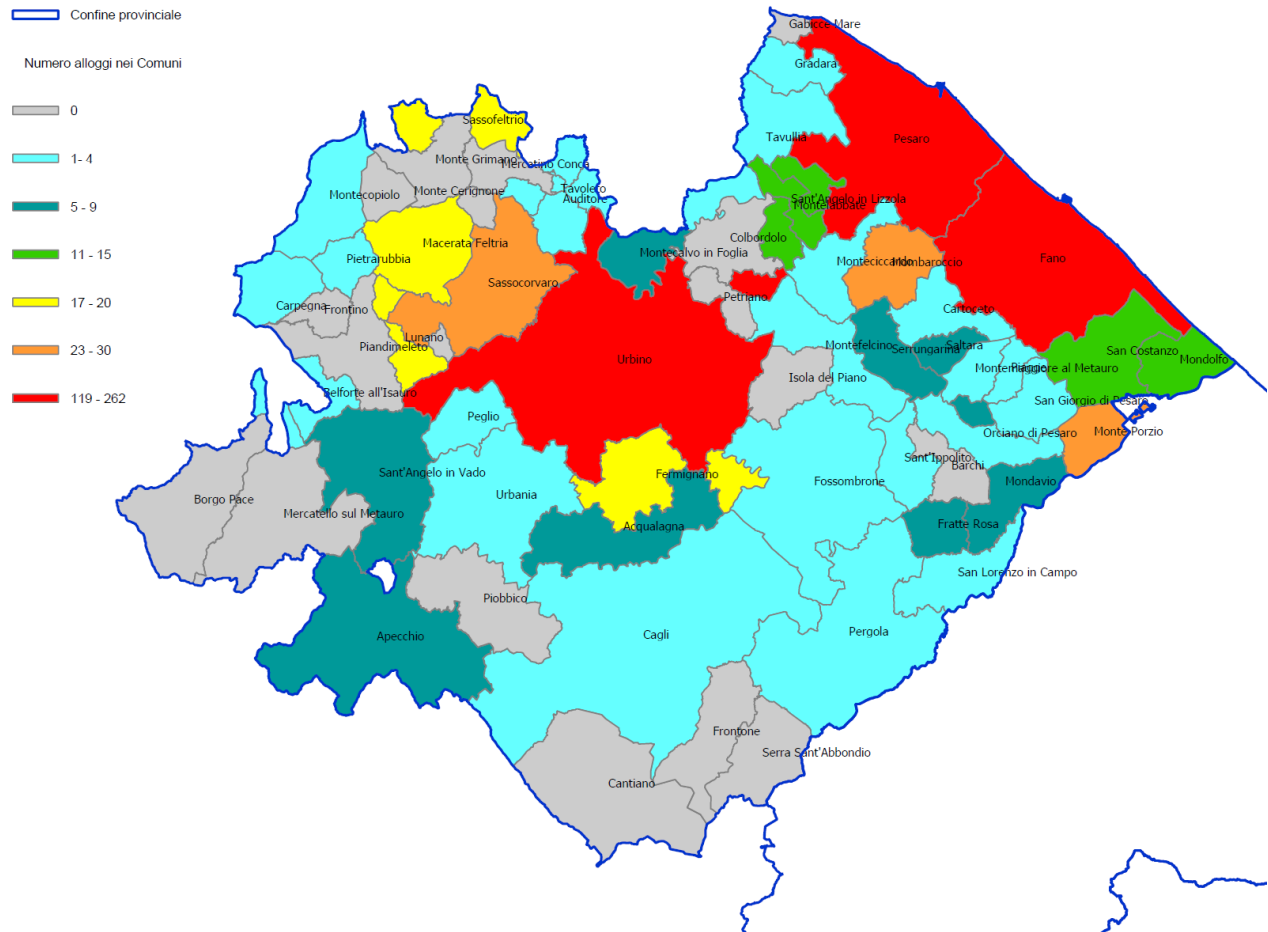 Confine provinciale
Numero alloggi nei Comuni
0
1- 4
5 - 9
11 - 15
17 - 20
23 - 30
119 - 262
Gabicce Mare
Gradara
Sassofeltrio
Tavullia
Pesaro
Monte Grimano
Mercatino Conca
Montecopiolo
Monte Cerignone
Tavoleto
Auditore
Sant'Angelo in Lizzola
Montelabbate
Macerata Feltria
Colbordolo
Montecalvo in Foglia
Pietrarubbia
Monteciccardo
Mombaroccio
Fano
Sassocorvaro
Petriano
Carpegna
Frontino
Cartoceto
Lunano
Piandimeleto
Urbino
Montefelcino
Serrungarina
Saltara
San Costanzo
Mondolfo
Isola del Piano
Montemaggiore al Metauro
Piagge
Belforte all'Isauro
San Giorgio di Pesaro
Peglio
Orciano di Pesaro
Monte Porzio
Sant'Angelo in Vado
Fermignano
Sant'Ippolito
Barchi
Urbania
Fossombrone
Mondavio
Borgo Pace
Mercatello sul Metauro
Acqualagna
Fratte Rosa
San Lorenzo in Campo
Piobbico
Apecchio
Cagli
Pergola
Frontone
Serra Sant'Abbondio
Cantiano